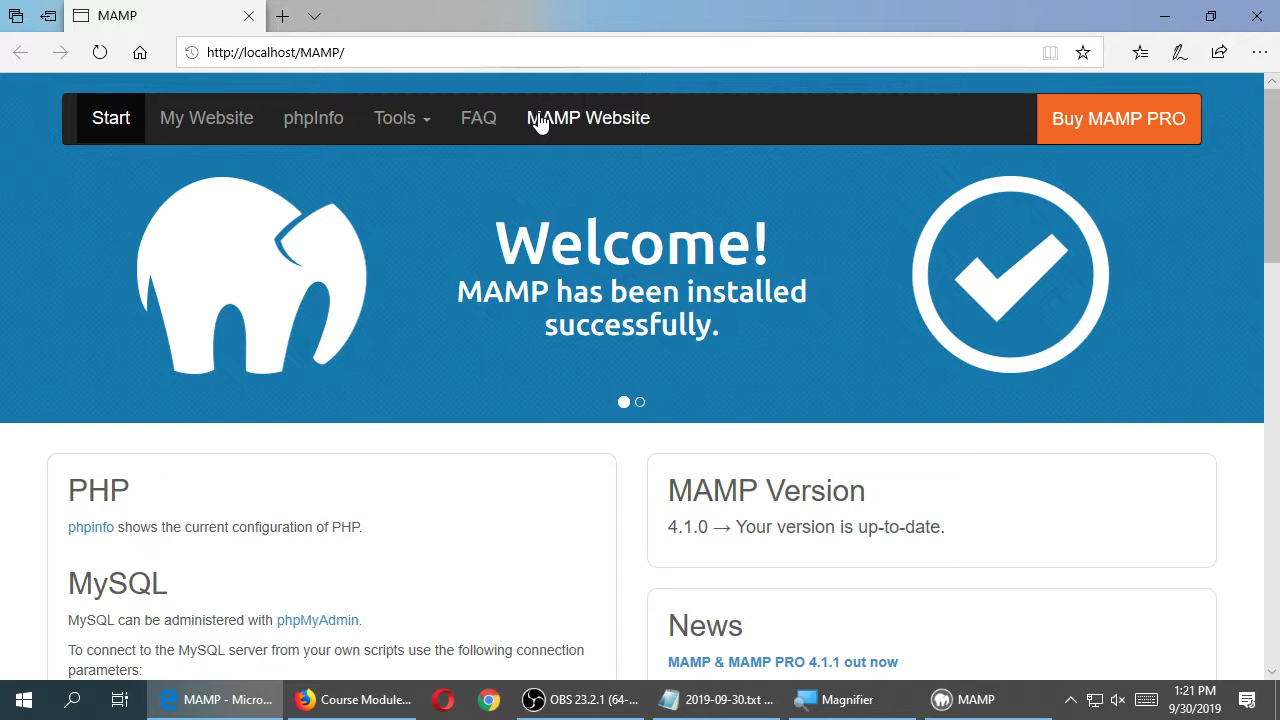 MAMP
http://localhost/MAMP/
Start My Website phpInfo Tools FAQ MAMP Website Buy MAMP PRO
Welcome!
MAMP has been installed
successfully.
PHP
phpinfo shows the current configuration of PHP.
MySQL
MySQL can be administered with phpMyAdmin.
To connect to the MySQL server from your own scripts use the following connection
parameters:
MAMP Version
4.1.0 → Your version is up-to-date.
News
MAMP & MAMP PRO 4.1.1 out now
MAMP - Micro... Course Module... OBS 23.2.1 (64-... 2019-09-30.txt ... Magnifier MAMP
1:21 PM
9/30/2019